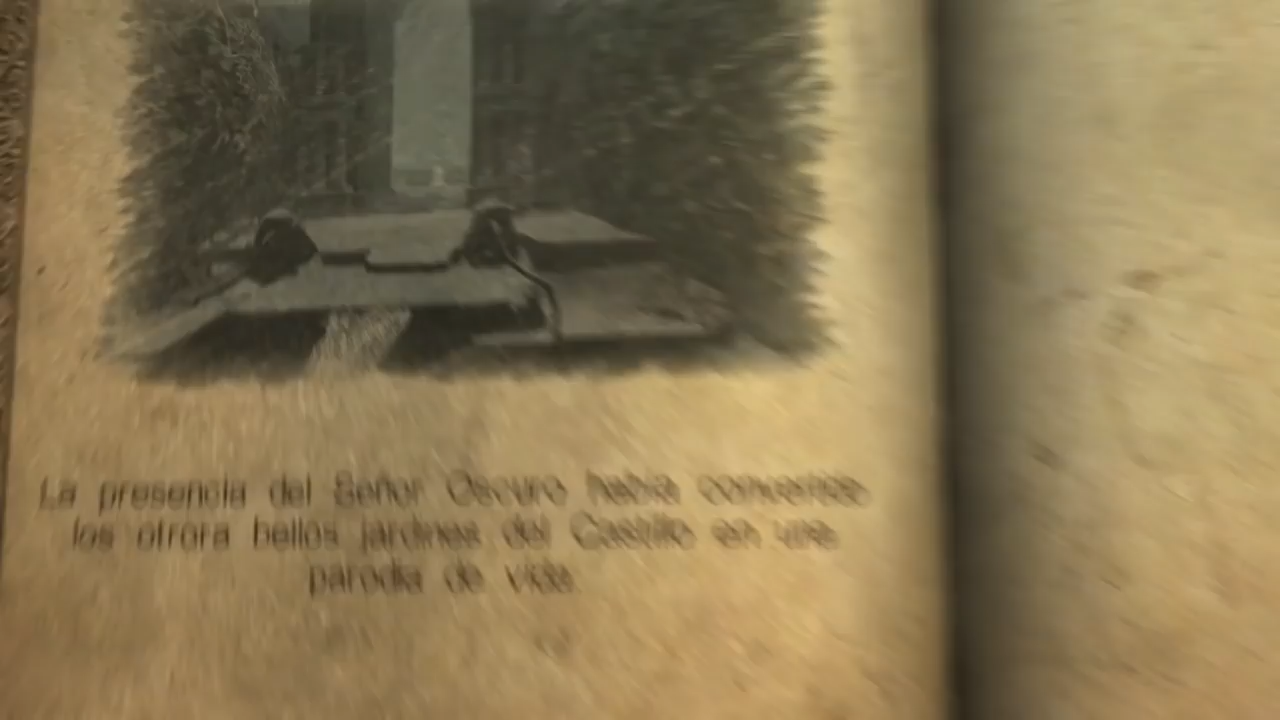 La presencia del Señor Oscuro había convertido
los otrora bellos jardines del Castillo en una
parodia de vida.